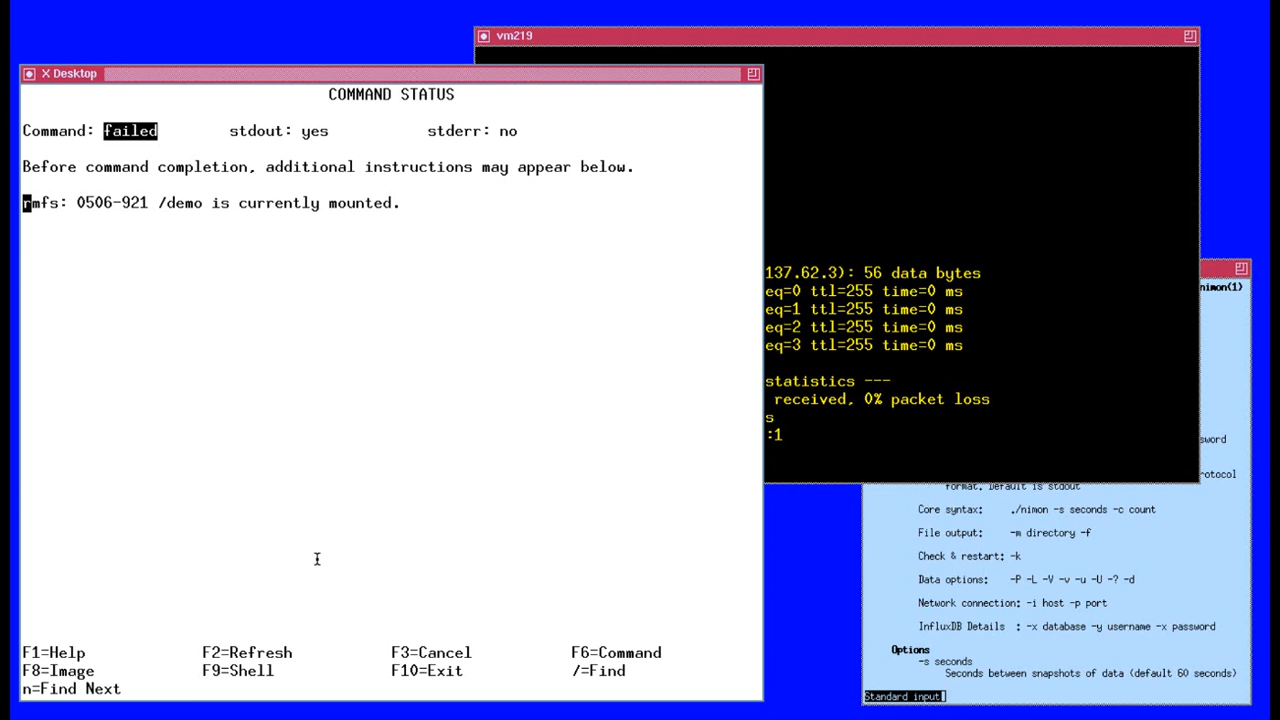 vm219
X Desktop
COMMAND STATUS
Command: failed stdout: yes stderr: no
Before command completion, additional instructions may appear below.
rmfs: 0506-921 /demo is currently mounted.
F1=Help F2=Refresh F3=Cancel F6=Command
F8=Image F9=Shell F10=Exit /=Find
n=Find Next
137.62.3): 56 data bytes
eq=0 ttl=255 time=0 ms
eq=1 ttl=255 time=0 ms
eq=2 ttl=255 time=0 ms
eq=3 ttl=255 time=0 ms
statistics ---
received, 0% packet loss
s
:1
nimon(1)
sword
rotocol
format. Default is stdout
Core syntax: ./nimon -s seconds -c count
File output: -m directory -f
Check & restart: -k
Data options: -P -L -V -v -u -U -? -d
Network connection: -i host -p port
InfluxDB Details : -x database -y username -x password
Options
-s seconds
Seconds between snapshots of data (default 60 seconds)
Standard input